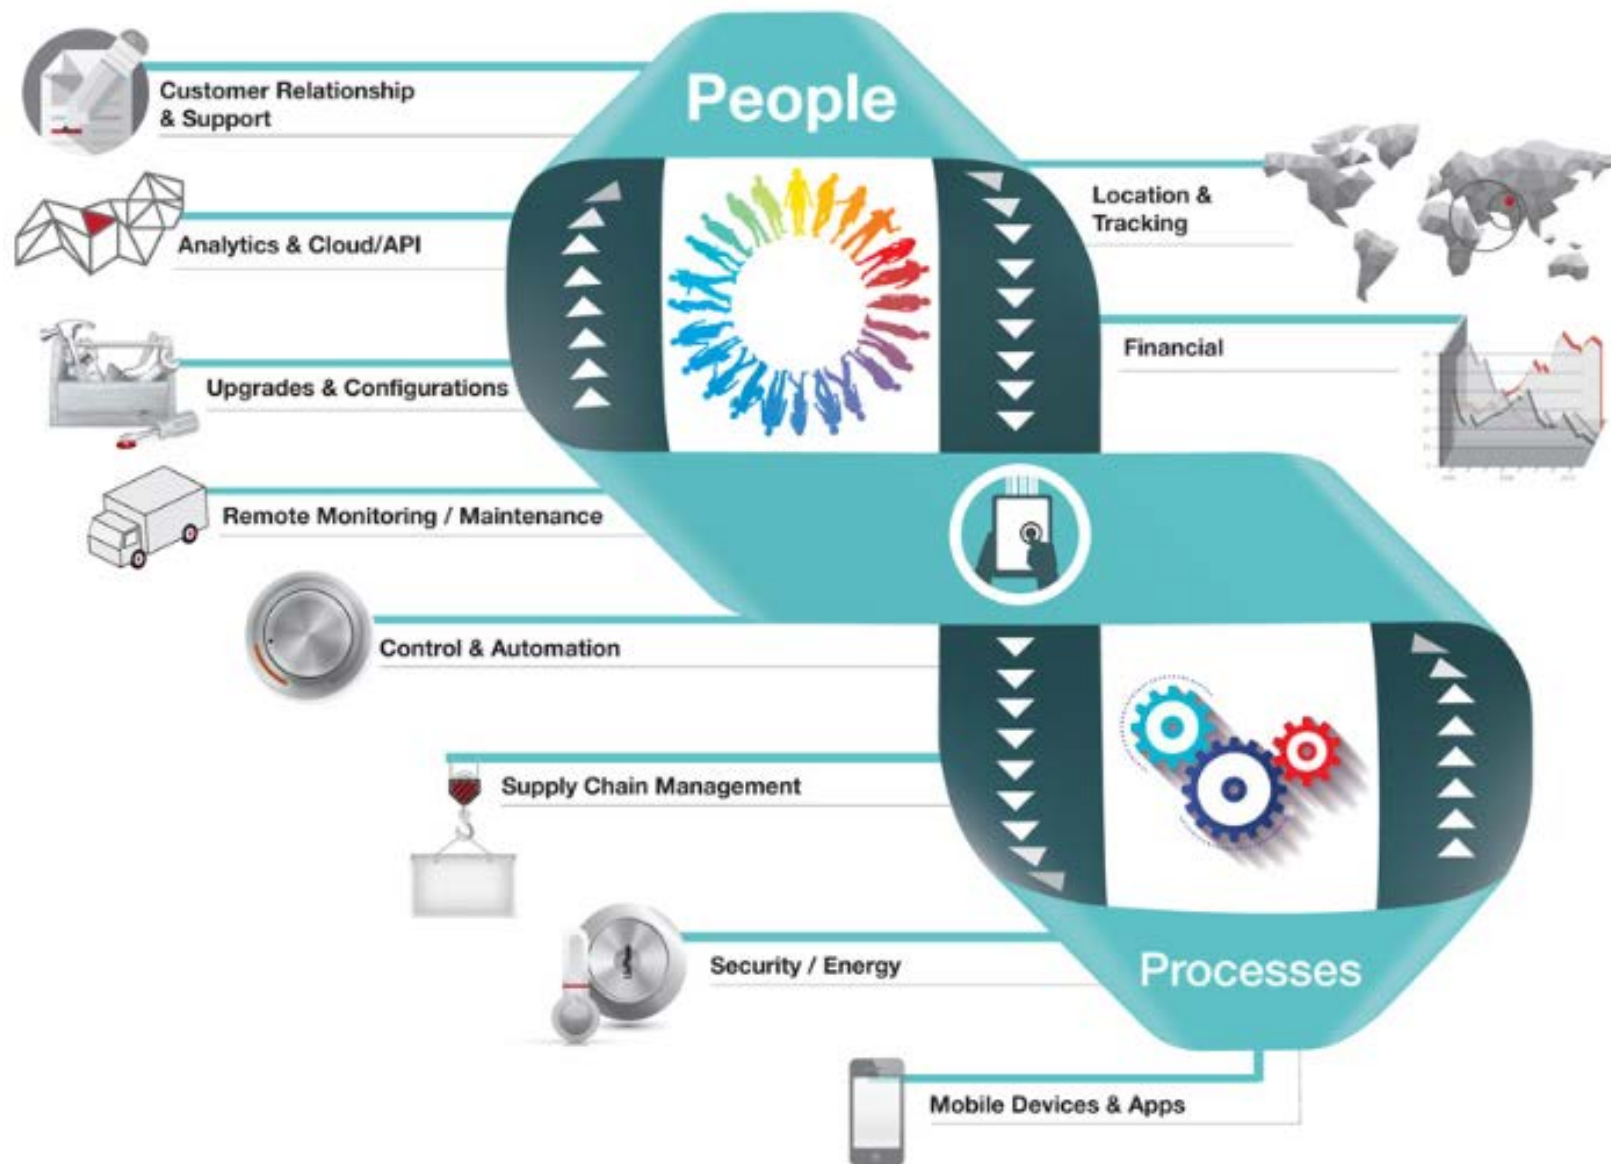 People
Customer Relationship
& Support
Location &
Tracking
Analytics & Cloud/API
Financial
Upgrades & Configurations
Remote Monitoring / Maintenance
Control & Automation
Supply Chain Management
Security / Energy
Processes
Mobile Devices & Apps